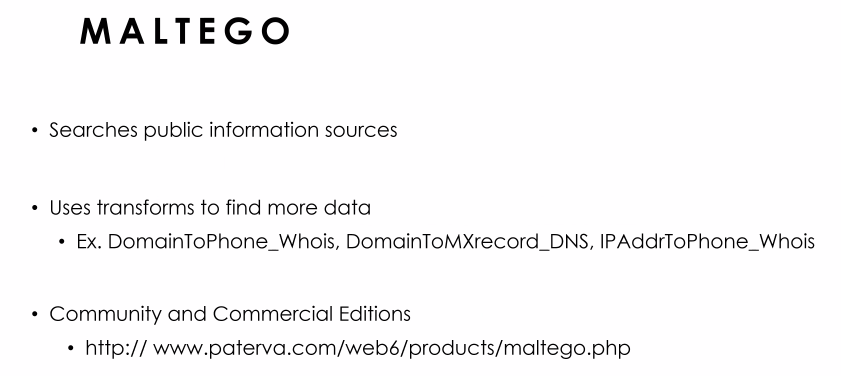 MALTEGO
• Searches public information sources
• Uses transforms to find more data
• Ex. DomainToPhone_Whois, DomainToMXrecord_DNS, IPAddrToPhone_Whois
• Community and Commercial Editions
• http:// www.paterva.com/web6/products/maltego.php